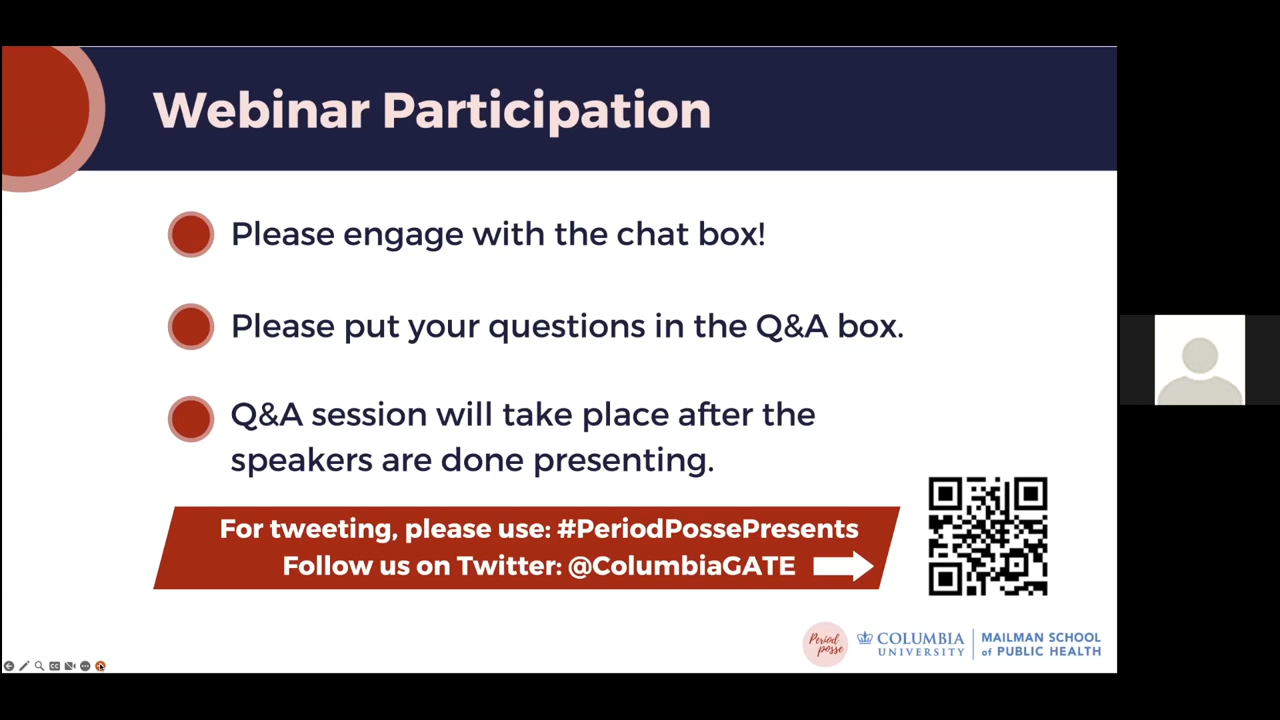 Webinar Participation
Please engage with the chat box!
Please put your questions in the Q&A box.
Q&A session will take place after the
speakers are done presenting.
For tweeting, please use: #PeriodPossePresents
Follow us on Twitter: @ColumbiaGATE
Period
posse
COLUMBIA
UNIVERSITY
MAILMAN SCHOOL
of PUBLIC HEALTH